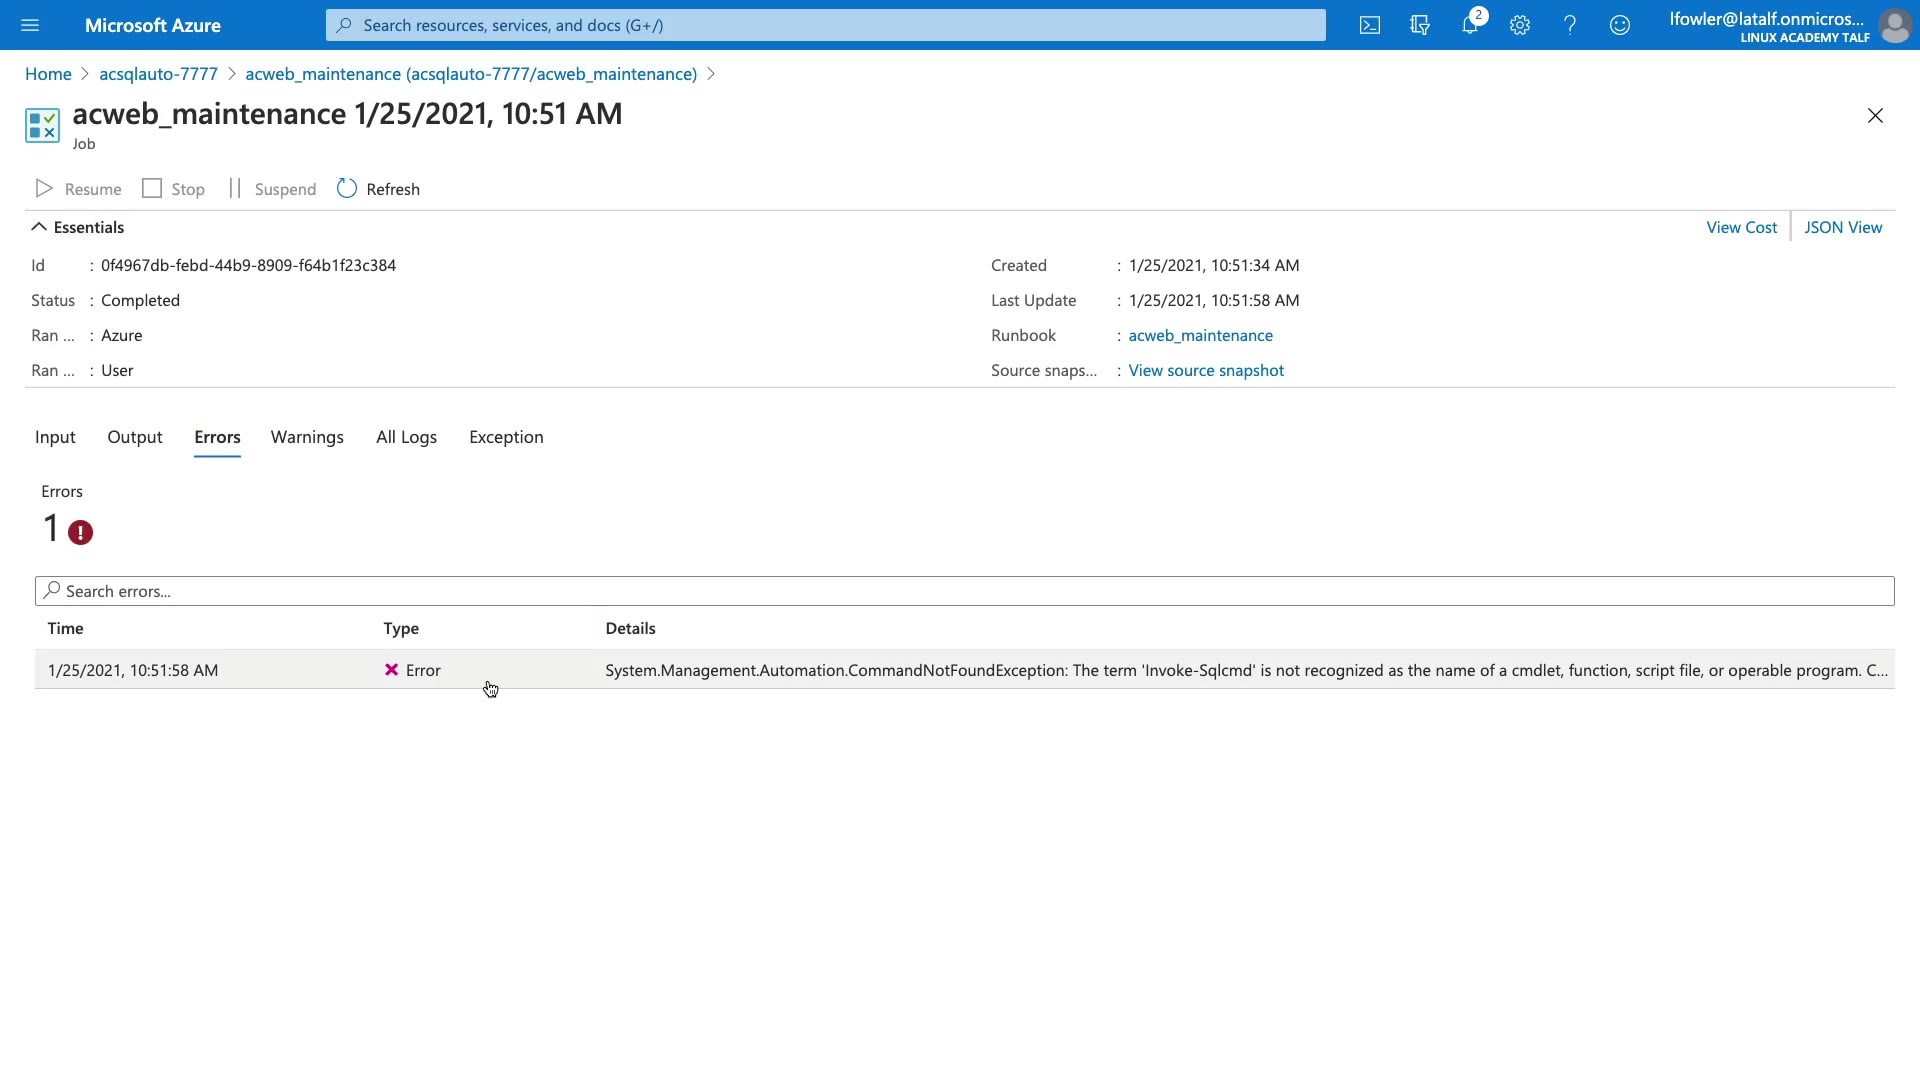 Microsoft Azure
Search resources, services, and docs (G+/)
2
lfowler@latalf.onmicros...
LINUX ACADEMY TALF
Home > acsqlauto-7777 > acweb_maintenance (acsqlauto-7777/acweb_maintenance) >
acweb_maintenance 1/25/2021, 10:51 AM
Job
Resume Stop Suspend Refresh
Essentials
View Cost JSON View
Id : 0f4967db-febd-44b9-8909-f64b1f23c384
Created : 1/25/2021, 10:51:34 AM
Status : Completed
Last Update : 1/25/2021, 10:51:58 AM
Ran ... : Azure
Runbook : acweb_maintenance
Ran ... : User
Source snaps... : View source snapshot
Input Output Errors Warnings All Logs Exception
Errors
1
Search errors...
Time Type Details
1/25/2021, 10:51:58 AM Error System.Management.Automation.CommandNotFoundException: The term 'Invoke-Sqlcmd' is not recognized as the name of a cmdlet, function, script file, or operable program. C...